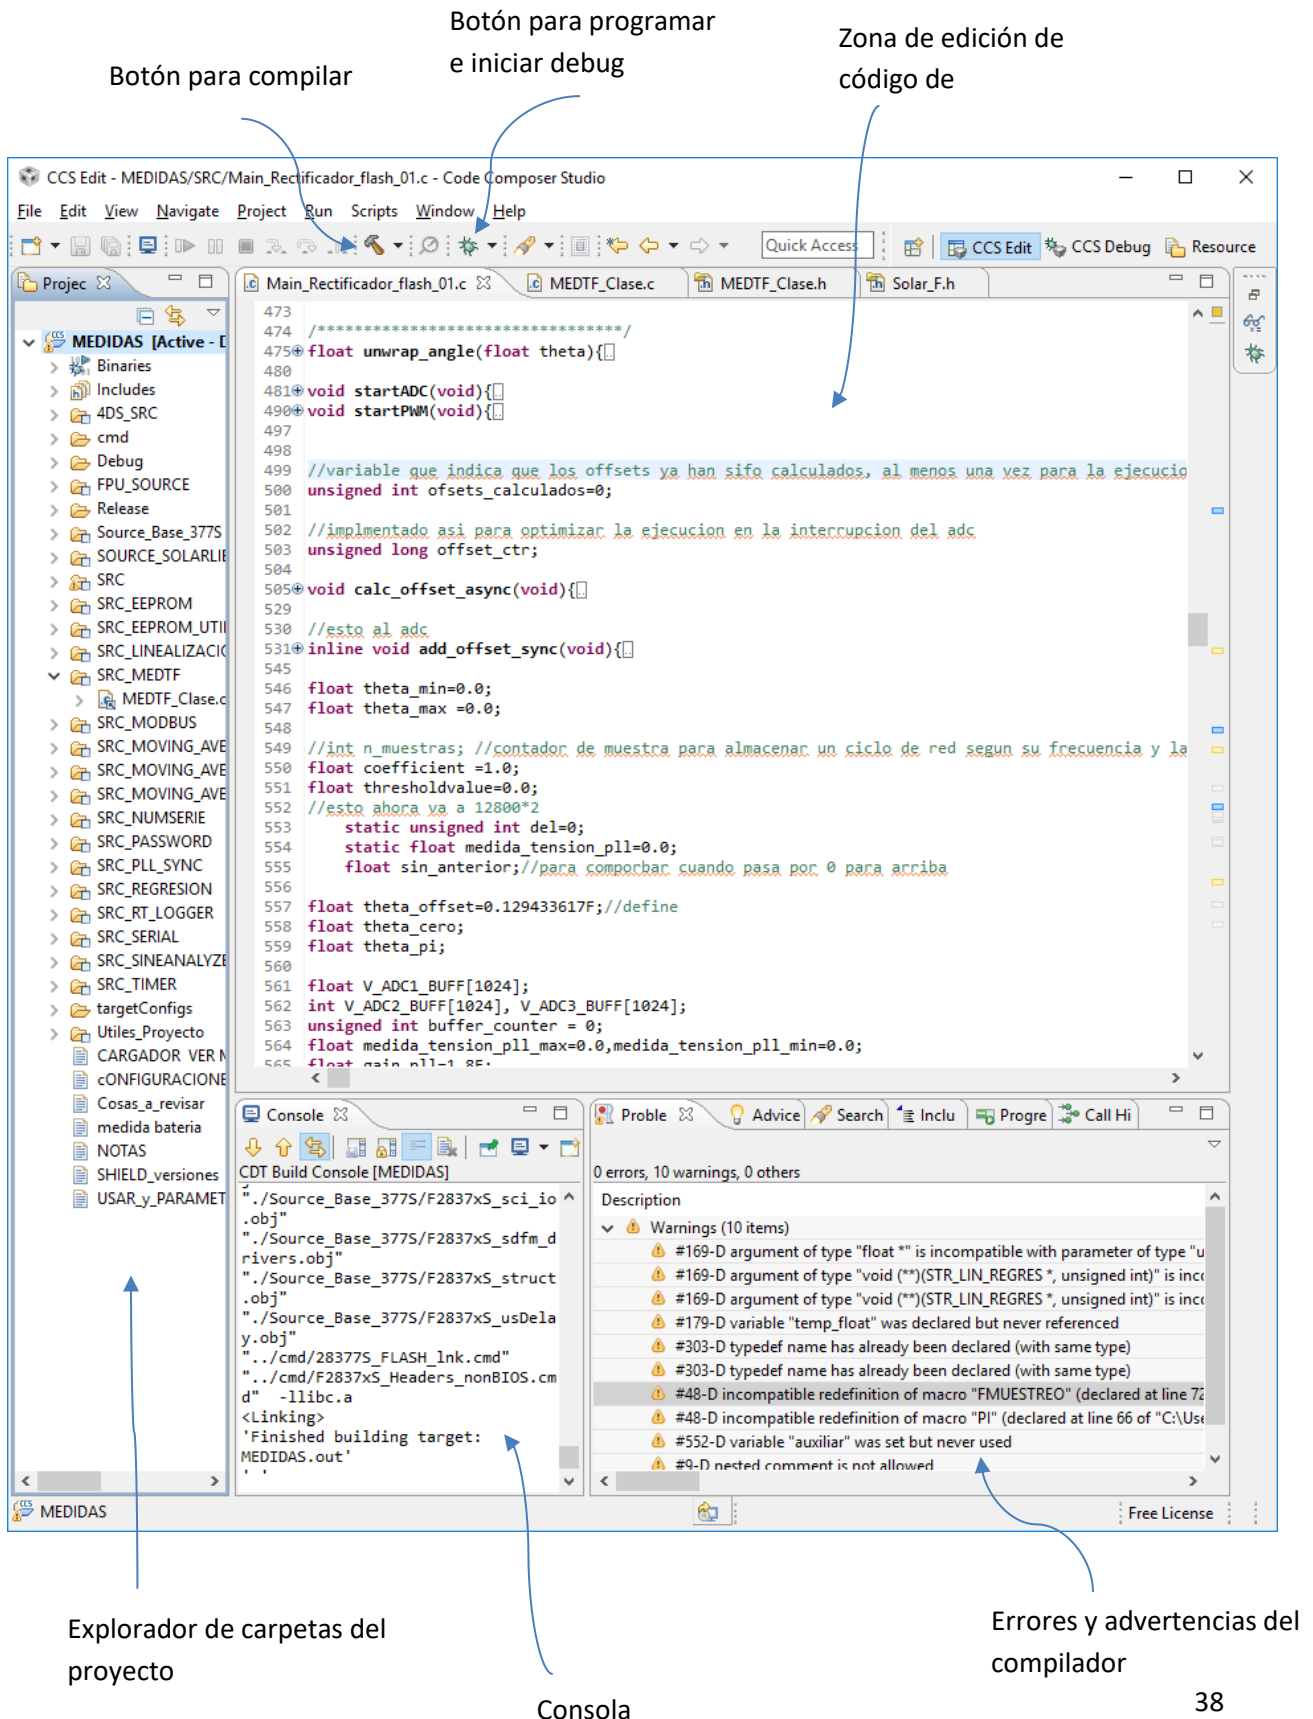 Botón para programar
e iniciar debug
Zona de edición de
código de
Botón para compilar
CCS Edit - MEDIDAS/SRC/Main_Rectificador_flash_01.c - Code Composer Studio
File Edit View Navigate Project Run Scripts Window Help
Quick Access
CCS Edit
CCS Debug
Resource
Projec
MEDIDAS [Active - D
Binaries
Includes
4DS_SRC
cmd
Debug
FPU_SOURCE
Release
Source_Base_377S
SOURCE_SOLARLIE
SRC
SRC_EEPROM
SRC_EEPROM_UTII
SRC_LINEALIZACI
SRC_MEDTF
MEDTF_Clase.c
SRC_MODBUS
SRC_MOVING_AVE
SRC_MOVING_AVE
SRC_MOVING_AVE
SRC_NUMSERIE
SRC_PASSWORD
SRC_PLL_SYNC
SRC_REGRESION
SRC_RT_LOGGER
SRC_SERIAL
SRC_SINEANALYZE
SRC_TIMER
targetConfigs
Utiles_Proyecto
CARGADOR VER M
cONFIGURACIONE
Cosas_a_revisar
medida bateria
NOTAS
SHIELD_versiones
USAR_y_PARAMET
Main_Rectificador_flash_01.c
MEDTF_Clase.c
MEDTF_Clase.h
Solar_F.h
473
474 /*********************************/
475 float unwrap_angle(float theta){
480
481 void startADC(void){
490 void startPWM(void){
497
498
499 //variable que indica que los offsets ya han sifo calculados, al menos una vez para la ejecucio
500 unsigned int ofsets_calculados=0;
501
502 //implmentado asi para optimizar la ejecucion en la interrupcion del adc
503 unsigned long offset_ctr;
504
505 void calc_offset_async(void){
529
530 //esto al adc
531 inline void add_offset_sync(void){
545
546 float theta_min=0.0;
547 float theta_max =0.0;
548
549 //int n_muestras; //contador de muestra para almacenar un ciclo de red segun su frecuencia y la
550 float coefficient =1.0;
551 float thresholdvalue=0.0;
552 //esto ahora va a 12800*2
553 static unsigned int del=0;
554 static float medida_tension_pll=0.0;
555 float sin_anterior;//para comporbar cuando pasa por 0 para arriba
556
557 float theta_offset=0.129433617F;//define
558 float theta_cero;
559 float theta_pi;
560
561 float V_ADC1_BUFF[1024];
562 int V_ADC2_BUFF[1024], V_ADC3_BUFF[1024];
563 unsigned int buffer_counter = 0;
564 float medida_tension_pll_max=0.0,medida_tension_pll_min=0.0;
565 float gain_pll=1.8F;
Console
CDT Build Console [MEDIDAS]
"./Source_Base_377S/F2837xS_sci_io
.obj"
"./Source_Base_377S/F2837xS_sdfm_d
rivers.obj"
"./Source_Base_377S/F2837xS_struct
.obj"
"./Source_Base_377S/F2837xS_usDela
y.obj"
"../cmd/28377S_FLASH_lnk.cmd"
"../cmd/F2837xS_Headers_nonBIOS.cm
d" -llibc.a
<Linking>
'Finished building target:
MEDIDAS.out'
' '
Proble
Advice
Search
Inclu
Progre
Call Hi
0 errors, 10 warnings, 0 others
Description
Warnings (10 items)
#169-D argument of type "float *" is incompatible with parameter of type "u
#169-D argument of type "void (**)(STR_LIN_REGRES *, unsigned int)" is inco
#169-D argument of type "void (**)(STR_LIN_REGRES *, unsigned int)" is inco
#179-D variable "temp_float" was declared but never referenced
#303-D typedef name has already been declared (with same type)
#303-D typedef name has already been declared (with same type)
#48-D incompatible redefinition of macro "FMUESTREO" (declared at line 72
#48-D incompatible redefinition of macro "PI" (declared at line 66 of "C:\Use
#552-D variable "auxiliar" was set but never used
#9-D nested comment is not allowed
MEDIDAS
Free License
Explorador de carpetas del
proyecto
Errores y advertencias del
compilador
Consola
38